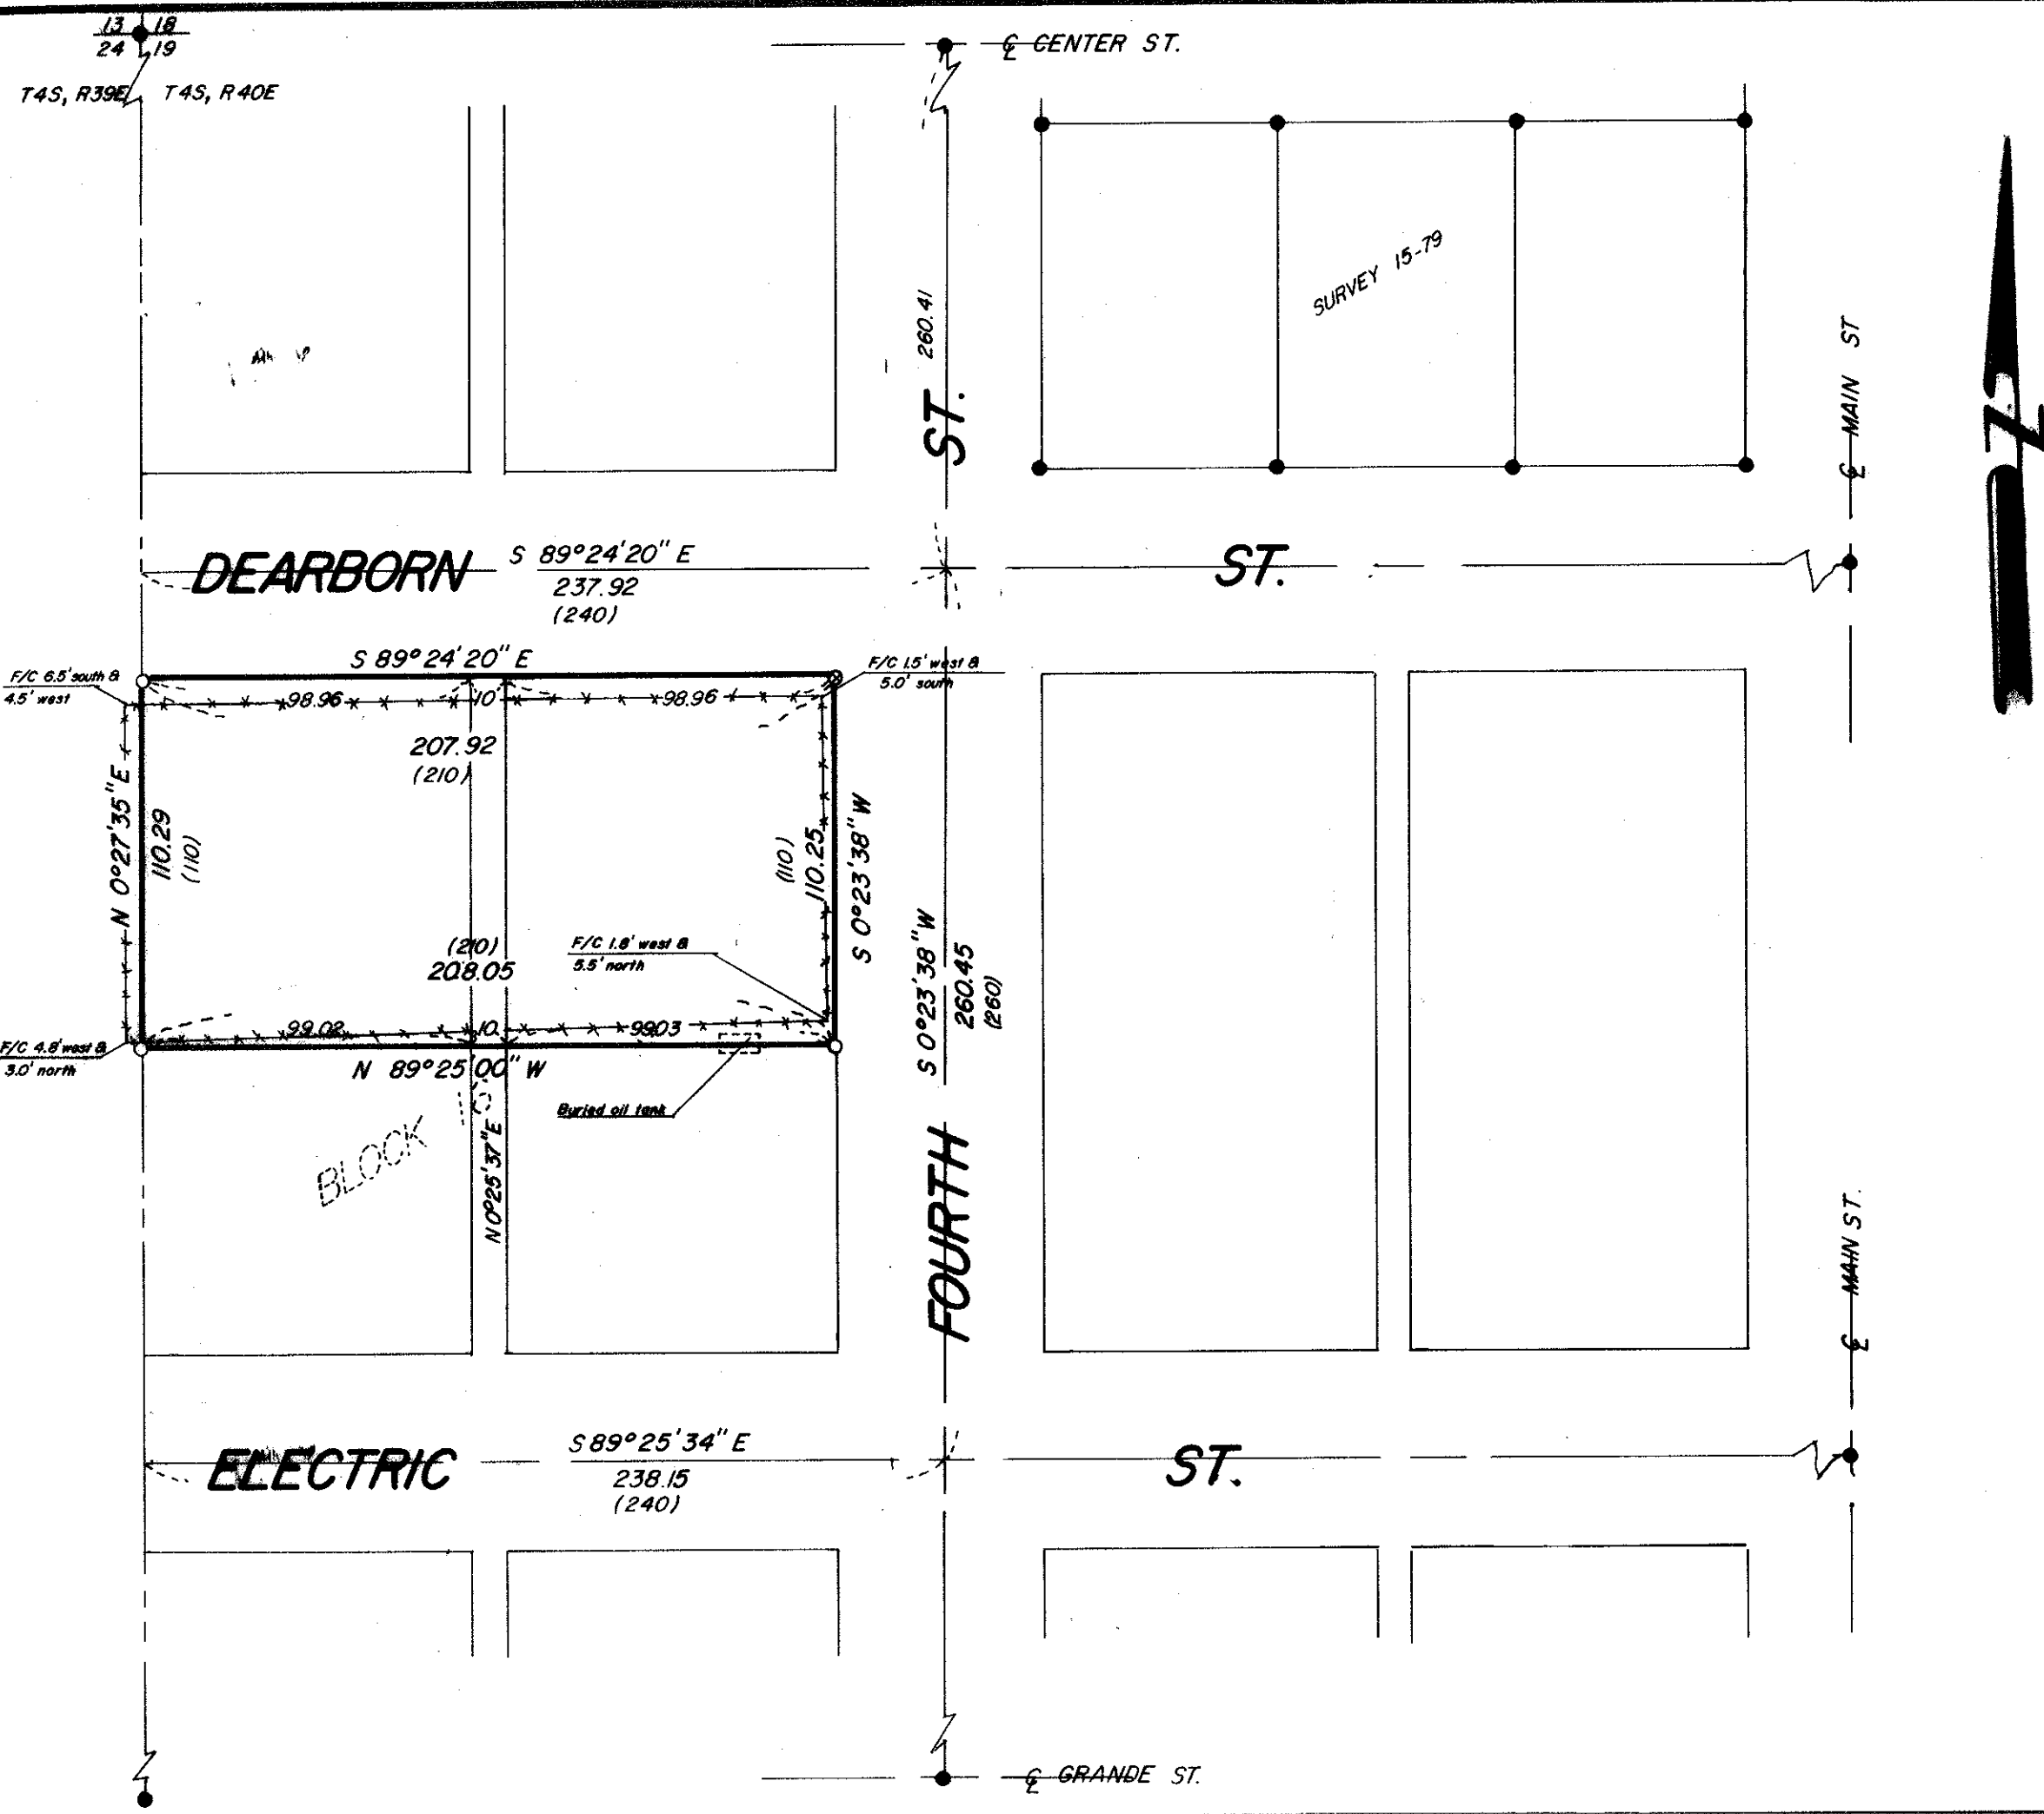 13 18
24 19
T4S, R39E
T4S, R40E
℄ CENTER ST.
SURVEY 15-79
260.41
ST.
℄ MAIN ST
Z
DEARBORN
S 89°24'20" E
237.92
(240)
ST.
F/C 6.5' south &
4.5' west
S 89°24'20" E
F/C 1.5' west &
5.0' south
98.96
10
98.96
207.92
(210)
N 0°27'35" E
110.29
(110)
(110)
110.25
S 0°23'38" W
S 0°23'38" W
260.45
(260)
(210)
208.05
F/C 1.8' west &
5.5' north
99.02
10
99.03
F/C 4.8' west &
3.0' north
N 89°25'00" W
Buried oil tank
BLOCK
N 0°25'37" E
FOURTH
℄ MAIN ST.
ELECTRIC
S 89°25'34" E
238.15
(240)
ST.
℄ GRANDE ST.